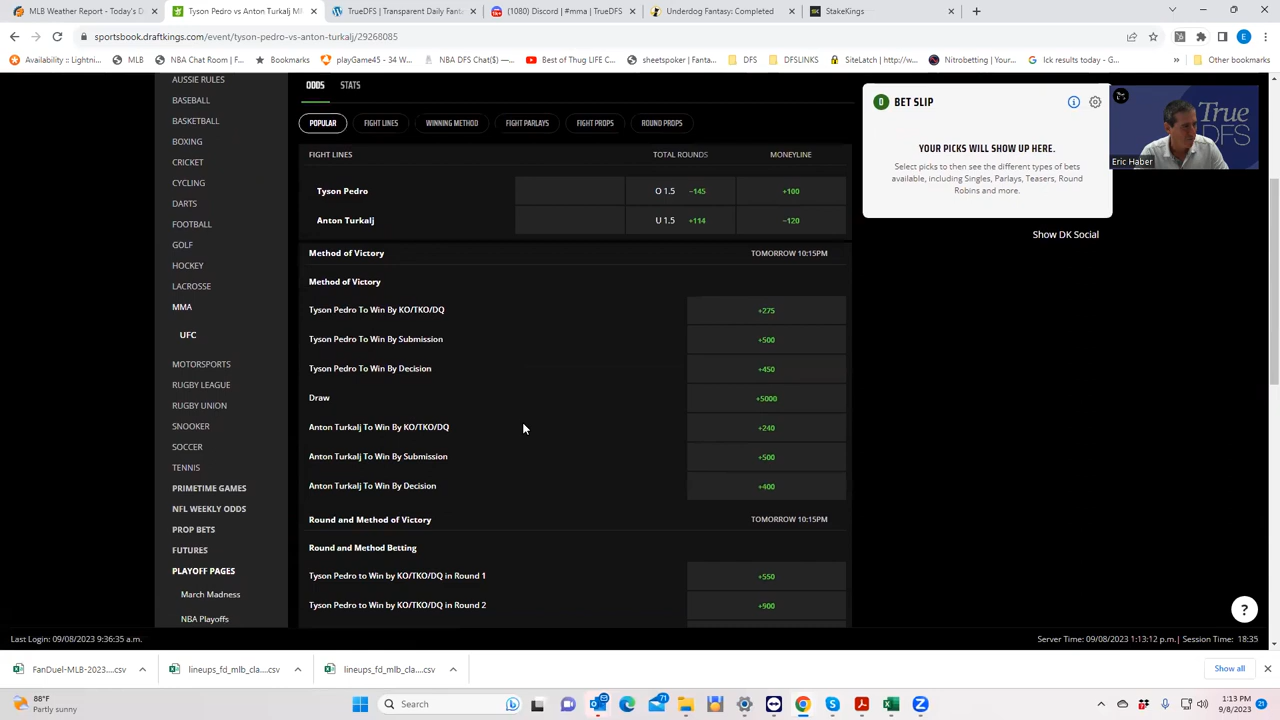 MLB Weather Report - Today's D
Tyson Pedro vs Anton Turkalj M
TrueDFS | Transparent Daily Fanta
(1080) Discord | #mma | TrueDFS
Underdog Fantasy: Completed
StakeKings
sportsbook.draftkings.com/event/tyson-pedro-vs-anton-turkalj/29268085
E
Availability :: Lightnin...
MLB
NBA Chat Room - F...
Bookmarks
playGame45 - 34 W...
DFS Chat($) —...
Best of Thug LIFE C...
sheetspoker | Fanta...
DFS
DFSLINKS
SiteLatch | http://w...
Nitrobetting | Your...
Ick results today - G...
Other bookmarks
AUSSIE RULES
BASEBALL
BASKETBALL
BOXING
CRICKET
CYCLING
DARTS
FOOTBALL
GOLF
HOCKEY
LACROSSE
MMA
UFC
MOTORSPORTS
RUGBY LEAGUE
RUGBY UNION
SNOOKER
SOCCER
TENNIS
PRIMETIME GAMES
NFL WEEKLY ODDS
PROP BETS
FUTURES
PLAYOFF PAGES
March Madness
NBA Playoffs
ODDS STATS
POPULAR FIGHT LINES WINNING METHOD FIGHT PARLAYS FIGHT PROPS ROUND PROPS
FIGHT LINES TOTAL ROUNDS MONEYLINE
Tyson Pedro O 1.5 −145 +100
Anton Turkalj U 1.5 +114 −120
Method of Victory TOMORROW 10:15PM
Method of Victory
Tyson Pedro To Win By KO/TKO/DQ +275
Tyson Pedro To Win By Submission +500
Tyson Pedro To Win By Decision +450
Draw +5000
Anton Turkalj To Win By KO/TKO/DQ +240
Anton Turkalj To Win By Submission +500
Anton Turkalj To Win By Decision +400
Round and Method of Victory TOMORROW 10:15PM
Round and Method Betting
Tyson Pedro to Win by KO/TKO/DQ in Round 1 +550
Tyson Pedro to Win by KO/TKO/DQ in Round 2 +900
0 BET SLIP
YOUR PICKS WILL SHOW UP HERE.
Select picks to then see the different types of bets
available, including Singles, Parlays, Teasers, Round
Robins and more.
Show DK Social
True
DFS
Eric Haber
?
Last Login: 09/08/2023 9:36:35 a.m.
Server Time: 09/08/2023 1:13:12 p.m.| Session Time: 18:35
FanDuel-MLB-2023....csv
lineups_fd_mlb_cla....csv
lineups_fd_mlb_cla....csv
Show all
88°F
Partly sunny
Search
1:13 PM
9/8/2023